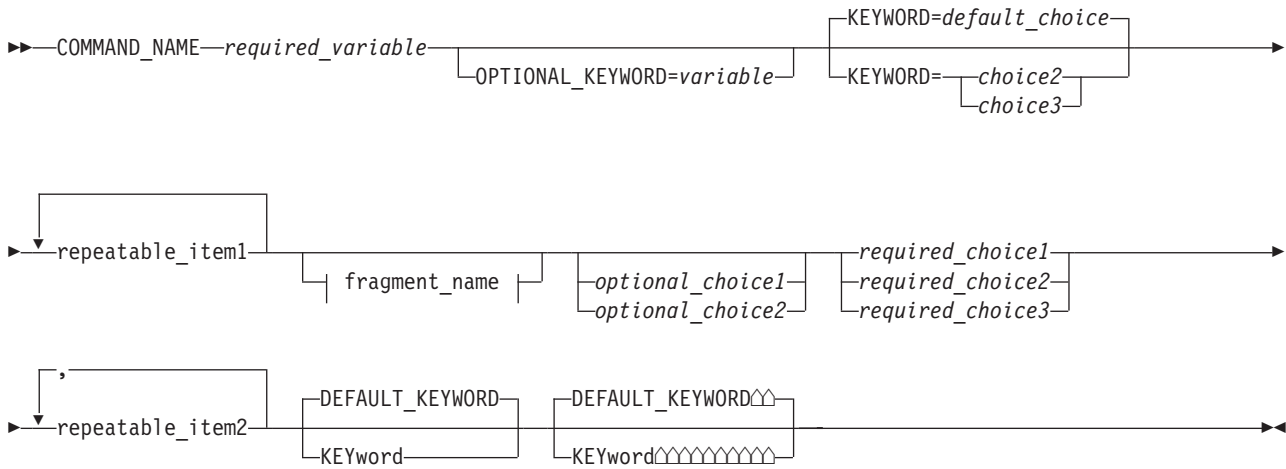 KEYWORD=default_choice
COMMAND_NAME required_variable
OPTIONAL_KEYWORD=variable
KEYWORD= choice2
choice3
repeatable_item1
fragment_name
optional_choice1
optional_choice2
required_choice1
required_choice2
required_choice3
,
repeatable_item2
DEFAULT_KEYWORD
KEYword
DEFAULT_KEYWORD
KEYword